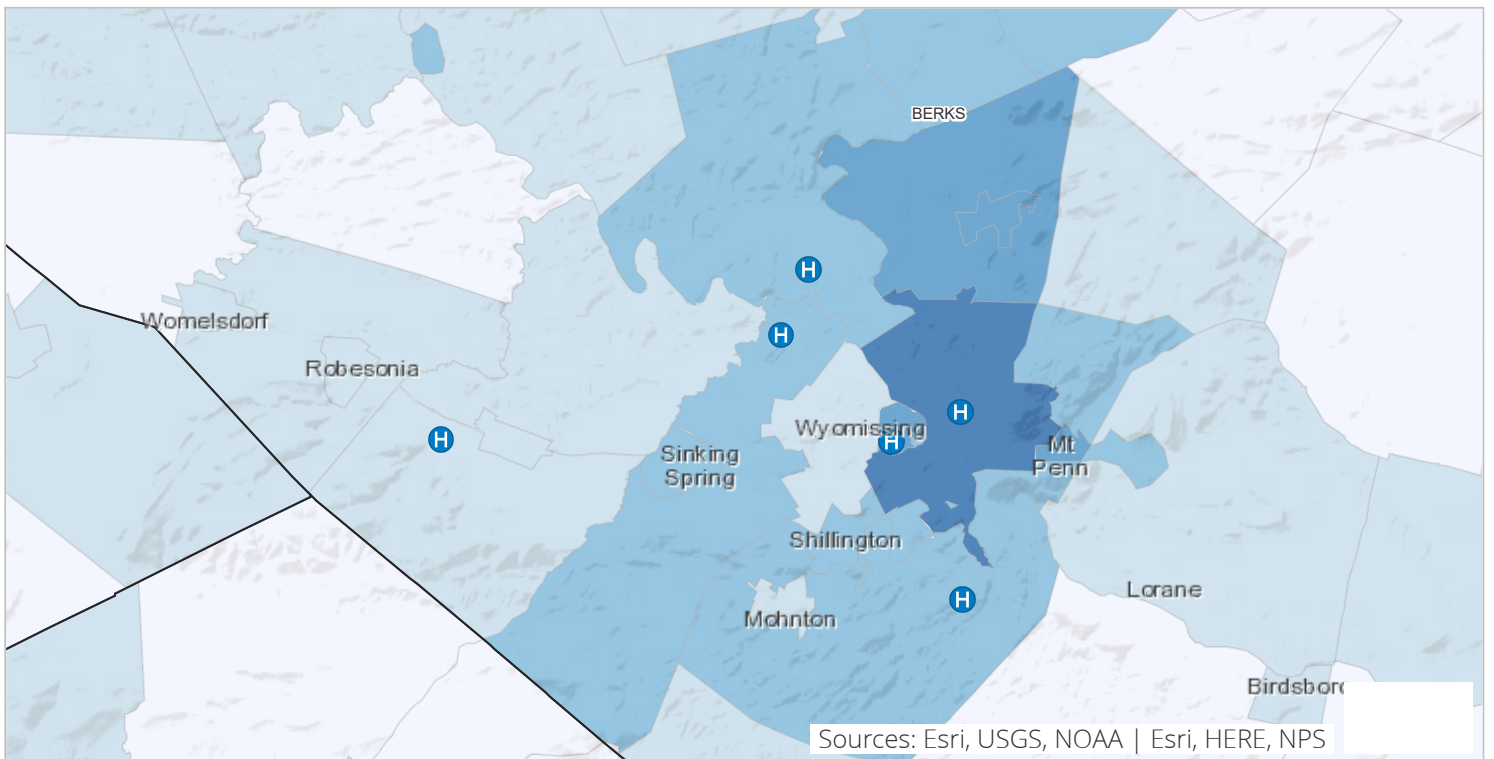 BERKS
H
Womelsdorf
H
Robesonia
H
Wyomissing
H
H
Sinking
Spring
Mt
Penn
Shillington
Lorane
H
Mohnton
Birdsboro
Sources: Esri, USGS, NOAA | Esri, HERE, NPS